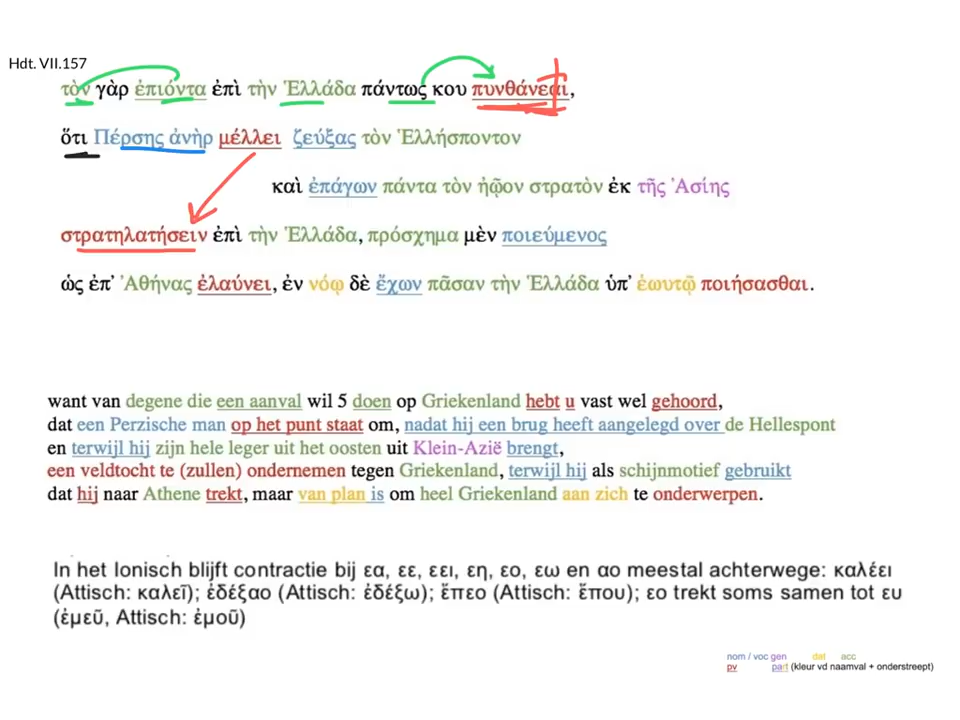 Hdt. VII.157
τὸν γὰρ ἐπιόντα ἐπὶ τὴν Ἑλλάδα πάντως κου πυνθάνεαι,
ὅτι Πέρσης ἀνὴρ μέλλει ζεύξας τὸν Ἑλλήσποντον
καὶ ἐπάγων πάντα τὸν ἠῷον στρατὸν ἐκ τῆς Ἀσίης
στρατηλατήσειν ἐπὶ τὴν Ἑλλάδα, πρόσχημα μὲν ποιεύμενος
ὡς ἐπ’ Ἀθήνας ἐλαύνει, ἐν νόῳ δὲ ἔχων πᾶσαν τὴν Ἑλλάδα ὑπ’ ἑωυτῷ ποιήσασθαι.
want van degene die een aanval wil 5 doen op Griekenland hebt u vast wel gehoord,
dat een Perzische man op het punt staat om, nadat hij een brug heeft aangelegd over de Hellespont
en terwijl hij zijn hele leger uit het oosten uit Klein-Azië brengt,
een veldtocht te (zullen) ondernemen tegen Griekenland, terwijl hij als schijnmotief gebruikt
dat hij naar Athene trekt, maar van plan is om heel Griekenland aan zich te onderwerpen.
In het Ionisch blijft contractie bij εα, εε, εει, εη, εο, εω en αο meestal achterwege: καλέει
(Attisch: καλεῖ); ἐδέξαο (Attisch: ἐδέξω); ἔπεο (Attisch: ἔπου); εο trekt soms samen tot ευ
(ἐμεῦ, Attisch: ἐμοῦ)
nom / voc gen dat acc
pv part (kleur vd naamval + onderstreept)